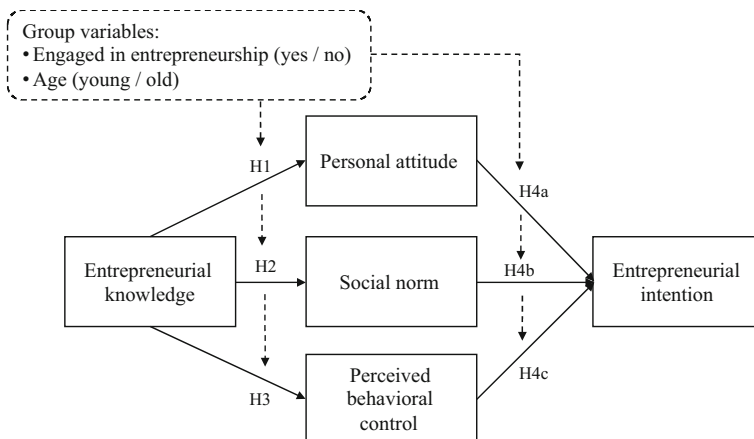 Group variables:
• Engaged in entrepreneurship (yes / no)
• Age (young / old)
H1
Personal attitude
H4a
Entrepreneurial
knowledge
H2
Social norm
H4b
Entrepreneurial
intention
H3
Perceived
behavioral
control
H4c